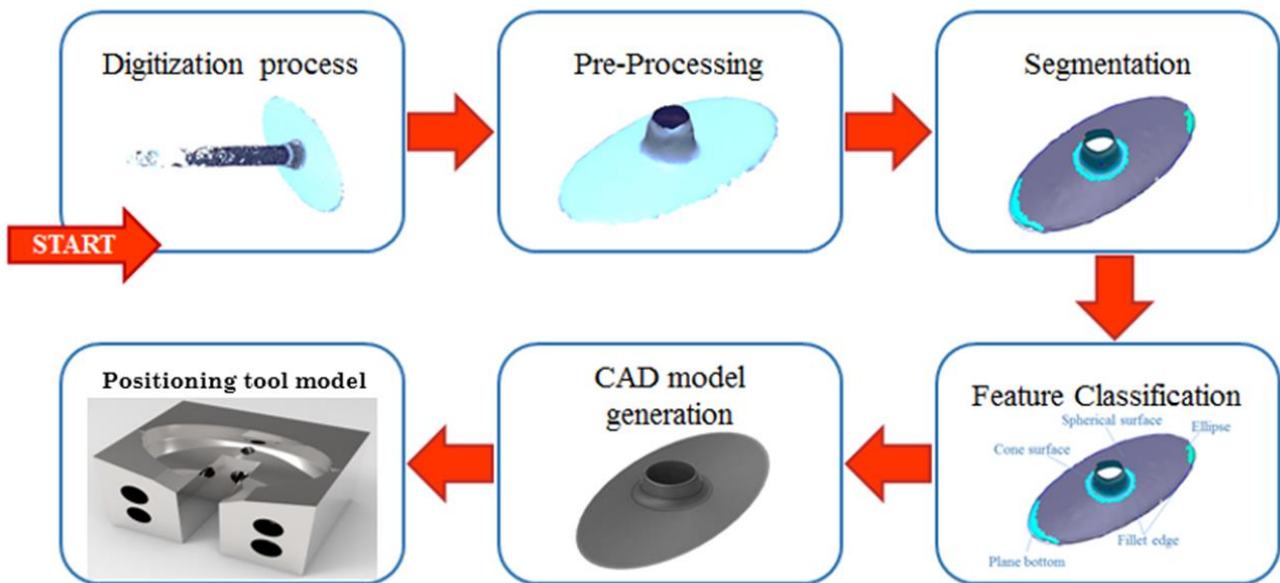 Digitization process
Pre-Processing
Segmentation
START
Positioning tool model
CAD model
generation
Feature Classification
Spherical surface
Ellipse
Cone surface
Fillet edge
Plane bottom